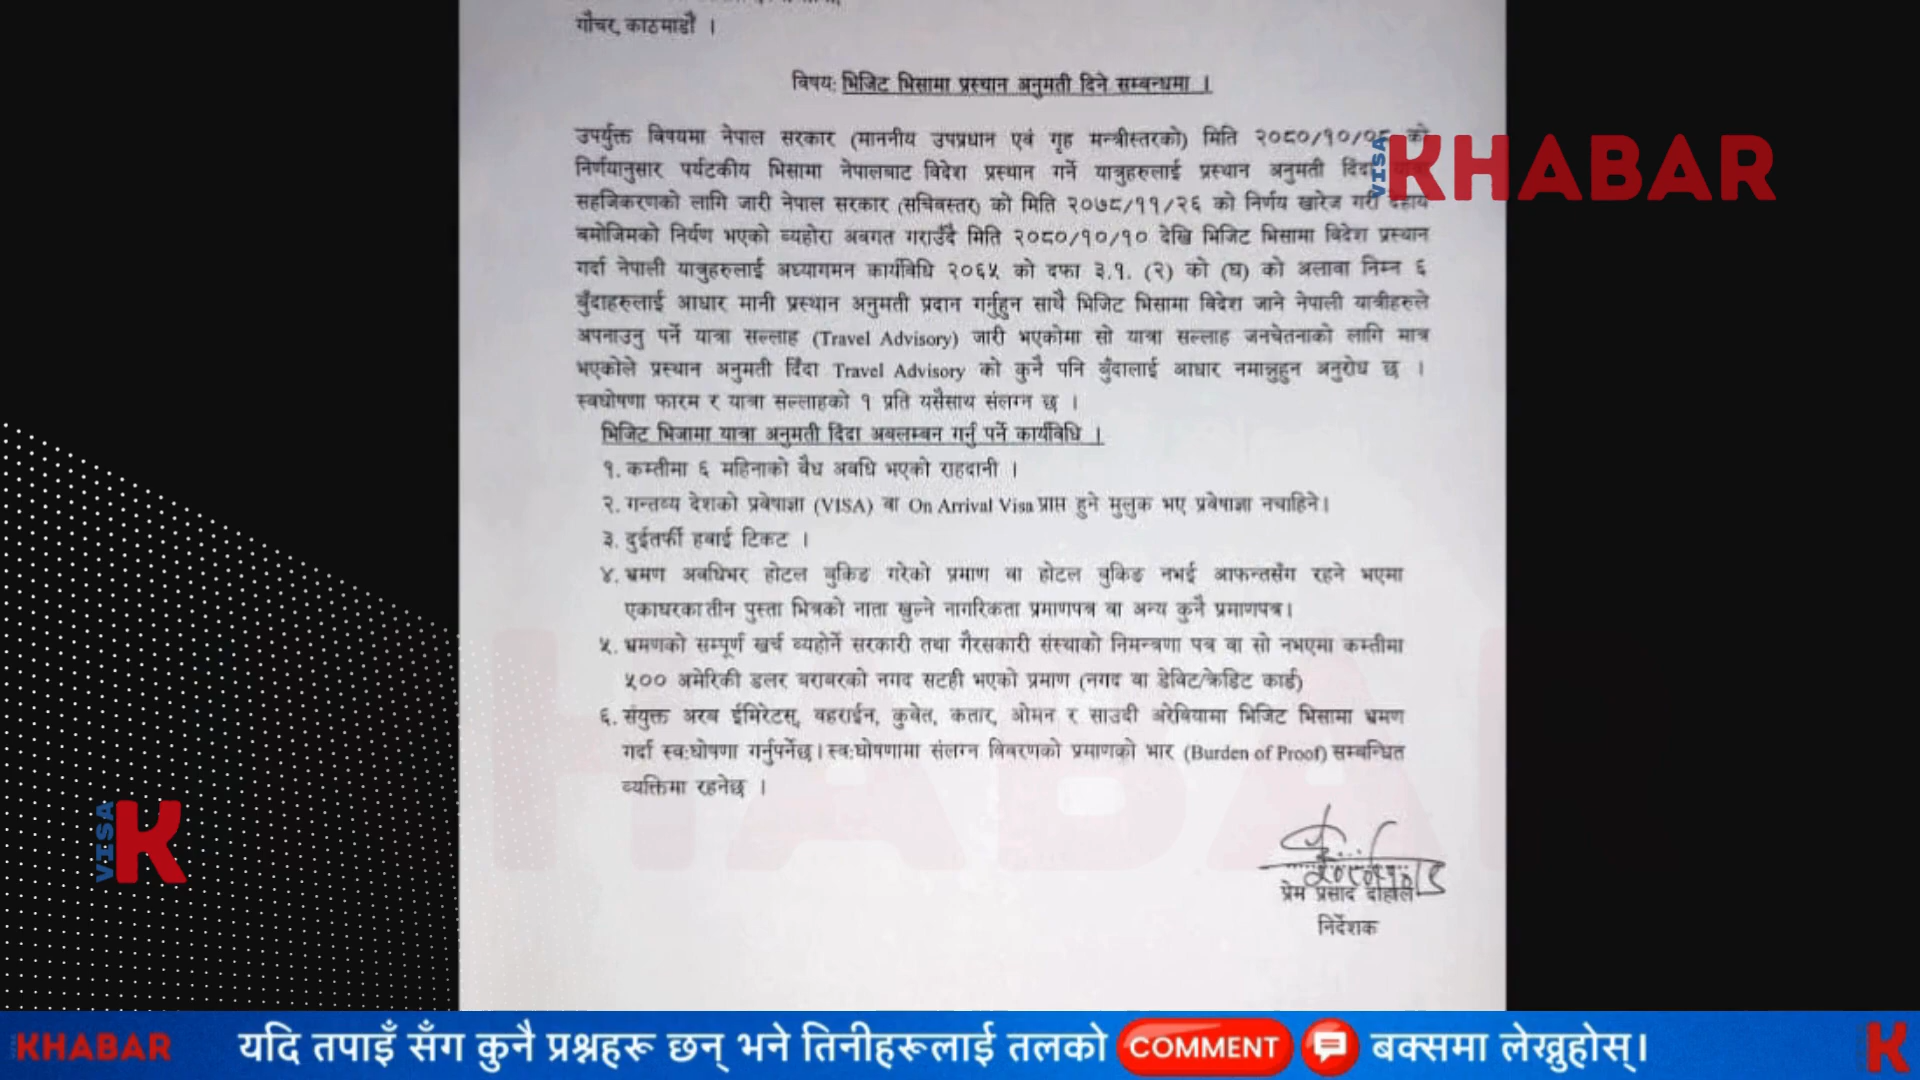 गौचर, काठमाडौं ।
विषय: भिजिट भिसामा प्रस्थान अनुमती दिने सम्बन्धमा ।
उपर्युक्त विषयमा नेपाल सरकार (माननीय उपप्रधान एवं गृह मन्त्रीस्तरको) मिति को
निर्णयानुसार पर्यटकीय भिसामा नेपालबाट विदेश प्रस्थान गर्ने यात्रुहरुलाई प्रस्थान अनुमती दिंदा
सहजिकरणको लागि जारी नेपाल सरकार (सचिवस्तर) को मिति २०७८/११/२६ को निर्णय खारेज गरी देहाय
बमोजिमको निर्यण भएको व्यहोरा अवगत गराउँदै मिति २०८०/१०/१० देखि भिजिट भिसामा विदेश प्रस्थान
गर्दा नेपाली यात्रुहरुलाई अध्यागमन कार्यविधि २०६५ को दफा ३.१. (२) को (घ) को अलावा निम्न ६
बुँदाहरुलाई आधार मानी प्रस्थान अनुमती प्रदान गर्नुहुन साथै भिजिट भिसामा विदेश जाने नेपाली यात्रीहरुले
अपनाउनु पर्ने यात्रा सल्लाह (Travel Advisory) जारी भएकोमा सो यात्रा सल्लाह जनचेतनाको लागि मात्र
भएकोले प्रस्थान अनुमती दिंदा Travel Advisory को कुनै पनि बुँदालाई आधार नमान्नुहुन अनुरोध छ ।
स्वघोषणा फारम र यात्रा सल्लाहको १ प्रति यसैसाथ संलग्न छ ।
भिजिट भिजामा यात्रा अनुमती दिंदा अवलम्बन गर्नु पर्ने कार्यविधि ।
१. कम्तीमा ६ महिनाको बैध अवधि भएको राहदानी ।
२. गन्तव्य देशको प्रवेषाज्ञा (VISA) वा On Arrival Visa प्राप्त हुने मुलुक भए प्रवेषाज्ञा नचाहिने।
३. दुईतर्फी हवाई टिकट ।
४. भ्रमण अवधिभर होटल बुकिङ गरेको प्रमाण वा होटल बुकिङ नभई आफन्तसँग रहने भएमा
एकाघरका तीन पुस्ता भित्रको नाता खुल्ने नागरिकता प्रमाणपत्र वा अन्य कुनै प्रमाणपत्र।
५. भ्रमणको सम्पूर्ण खर्च व्यहोर्ने सरकारी तथा गैरसकारी संस्थाको निमन्त्रणा पत्र वा सो नभएमा कम्तीमा
५०० अमेरिकी डलर बराबरको नगद सटही भएको प्रमाण (नगद वा डेविट/क्रेडिट कार्ड)
६. संयुक्त अरब ईमिरेटस्, बहराईन, कुवेत, कतार, ओमन र साउदी अरेबियामा भिजिट भिसामा भ्रमण
गर्दा स्व:घोषणा गर्नुपर्नेछ। स्व:घोषणामा संलग्न विवरणको प्रमाणको भार (Burden of Proof) सम्बन्धित
व्यक्तिमा रहनेछ ।
प्रेम प्रसाद
निर्देशक
VISA KHABAR
VISA K
KHABAR यदि तपाइँ सँग कुनै प्रश्नहरू छन् भने तिनीहरूलाई तलको COMMENT बक्समा लेख्नुहोस्। K